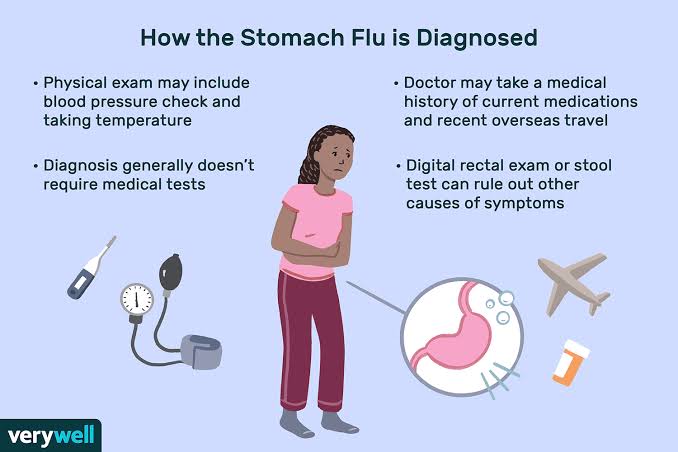 How the Stomach Flu is Diagnosed
• Physical exam may include
blood pressure check and
taking temperature
• Diagnosis generally doesn't
require medical tests
• Doctor may take a medical
history of current medications
and recent overseas travel
• Digital rectal exam or stool
test can rule out other
causes of symptoms
verywell